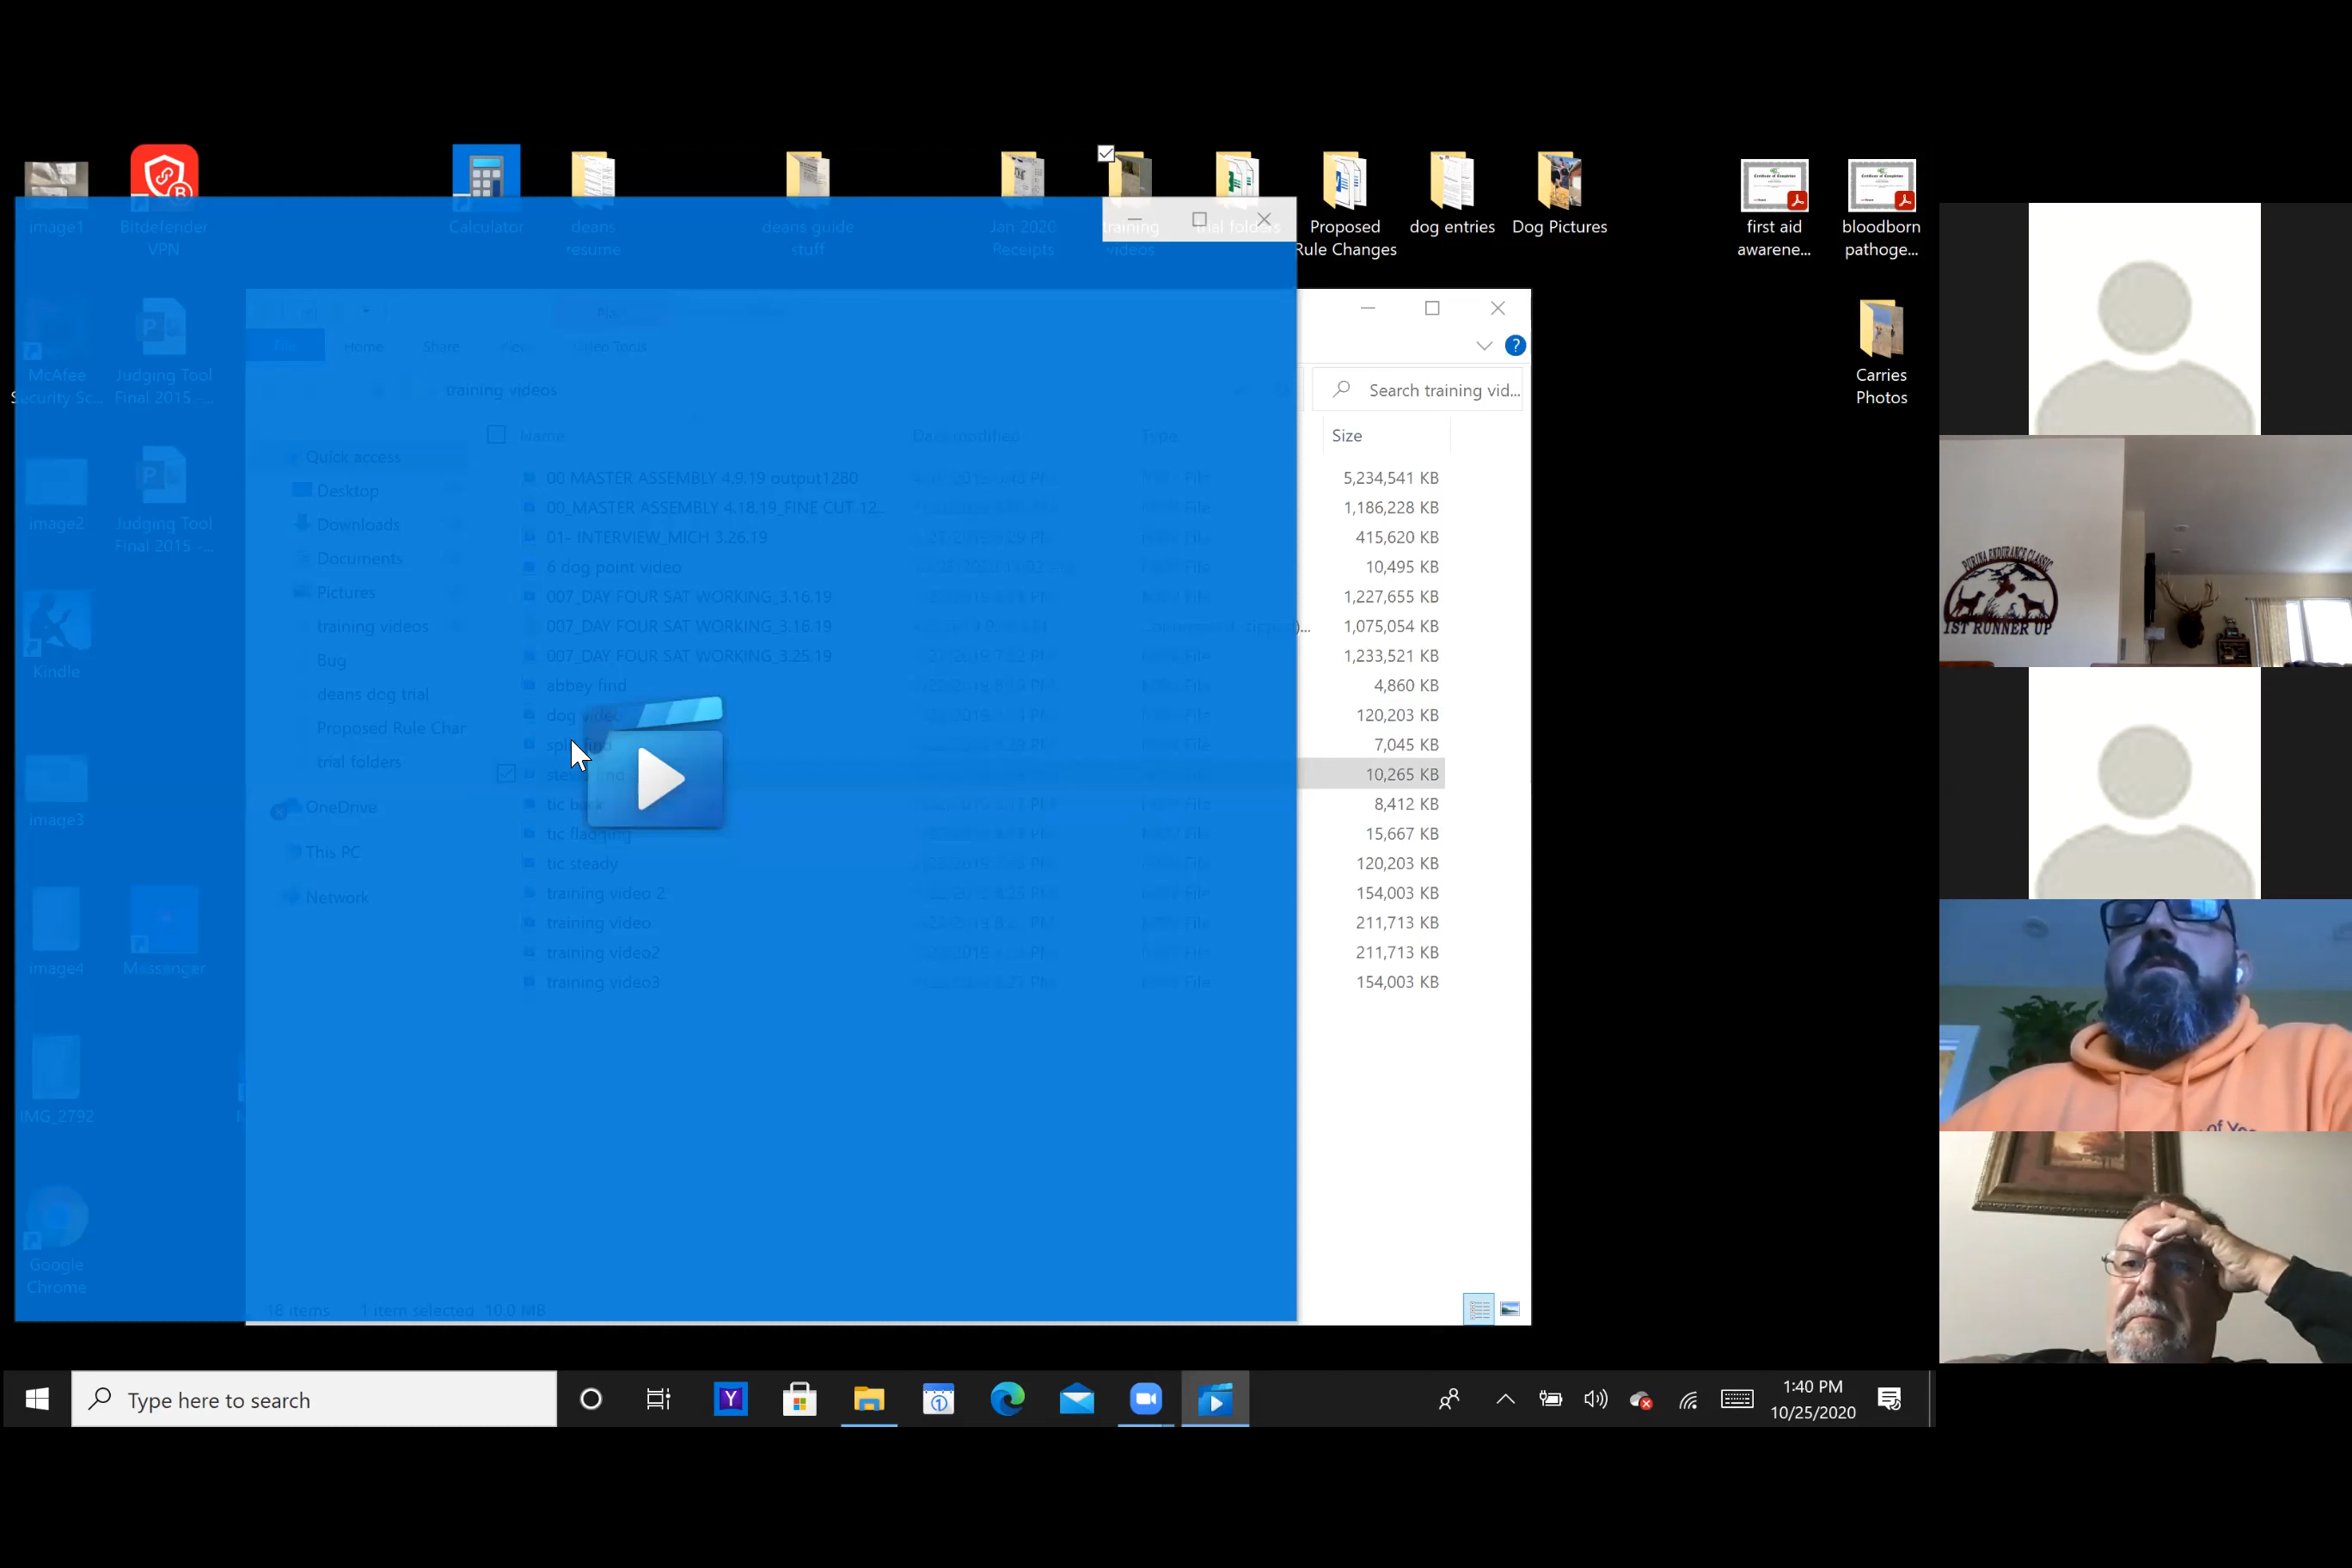 image1
Bitdefender
VPN
Calculator
deans
resume
deans guide
stuff
Jan 2020
Receipts
training
videos
trial folders
Proposed
Rule Changes
dog entries
Dog Pictures
first aid
awarene...
bloodborn
pathoge...
McAfee
Security Sc...
Judging Tool
Final 2015 -...
image2
Judging Tool
Final 2015 -...
Kindle
image3
image4
Messenger
IMG_2792
Google
Chrome
Carries
Photos
File
Home
Share
View
Video Tools
training videos
Search training vid...
Name
Date modified
Type
Size
Quick access
Desktop
Downloads
Documents
Pictures
training videos
Bug
deans dog trial
Proposed Rule Char
trial folders
OneDrive
This PC
Network
00 MASTER ASSEMBLY 4.9.19 output1280
5,234,541 KB
00_MASTER ASSEMBLY 4.18.19_FINE CUT 12...
1,186,228 KB
01- INTERVIEW_MICH 3.26.19
415,620 KB
6 dog point video
10,495 KB
007_DAY FOUR SAT WORKING_3.16.19
1,227,655 KB
007_DAY FOUR SAT WORKING_3.16.19
1,075,054 KB
007_DAY FOUR SAT WORKING_3.25.19
1,233,521 KB
abbey find
4,860 KB
dog video
120,203 KB
find
7,045 KB
10,265 KB
tic back
8,412 KB
tic flagging
15,667 KB
tic steady
120,203 KB
training video 2
154,003 KB
training video
211,713 KB
training video2
211,713 KB
training video3
154,003 KB
18 items 1 item selected 10.0 MB
PURINA ENDURANCE CLASSIC
1ST RUNNER UP
Type here to search
1:40 PM
10/25/2020